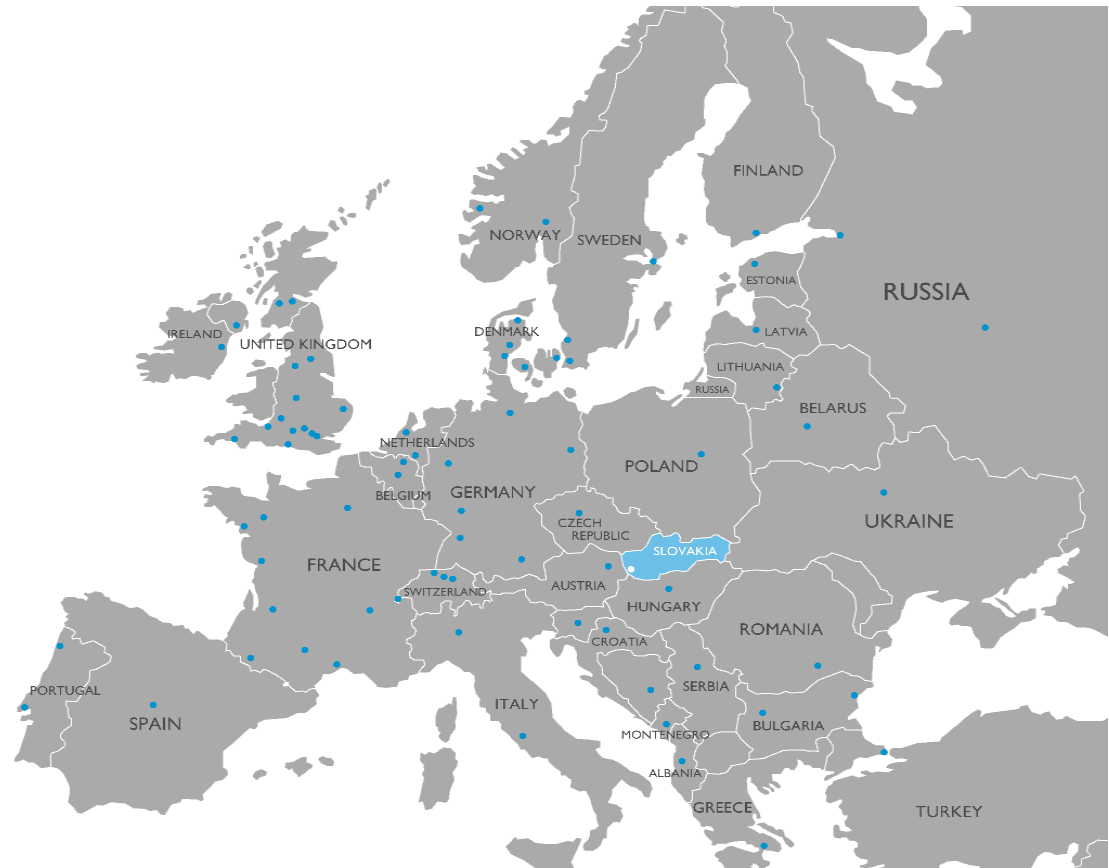 FINLAND
NORWAY
SWEDEN
ESTONIA
RUSSIA
DENMARK
LATVIA
IRELAND
UNITED KINGDOM
LITHUANIA
RUSSIA
BELARUS
NETHERLANDS
POLAND
BELGIUM
GERMANY
UKRAINE
CZECH
REPUBLIC
SLOVAKIA
FRANCE
AUSTRIA
SWITZERLAND
HUNGARY
ROMANIA
CROATIA
SERBIA
PORTUGAL
ITALY
SPAIN
BULGARIA
MONTENEGRO
ALBANIA
GREECE
TURKEY